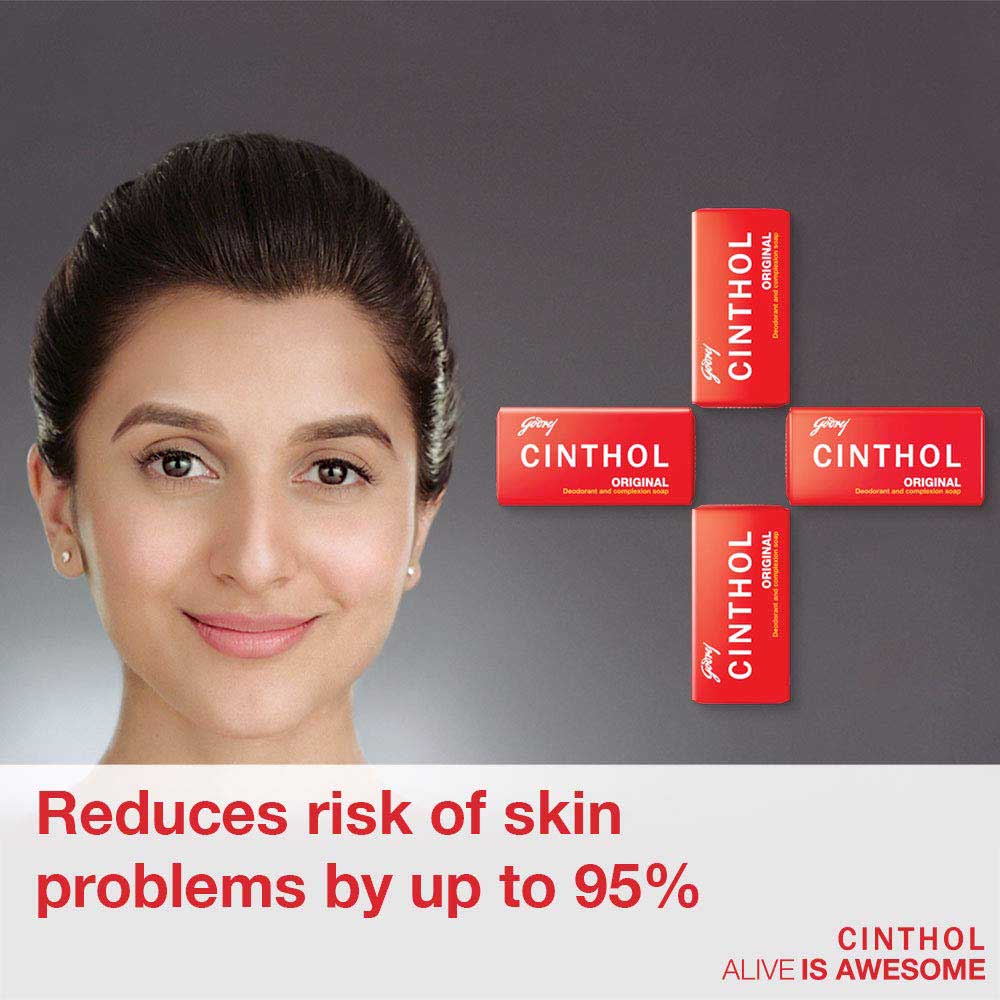 Godrej
CINTHOL
ORIGINAL
Deodorant and complexion soap
Godrej
CINTHOL
ORIGINAL
Deodorant and complexion soap
Godrej
CINTHOL
ORIGINAL
Deodorant and complexion soap
Godrej
CINTHOL
ORIGINAL
Deodorant and complexion soap
Reduces risk of skin
problems by up to 95%
CINTHOL
ALIVE IS AWESOME